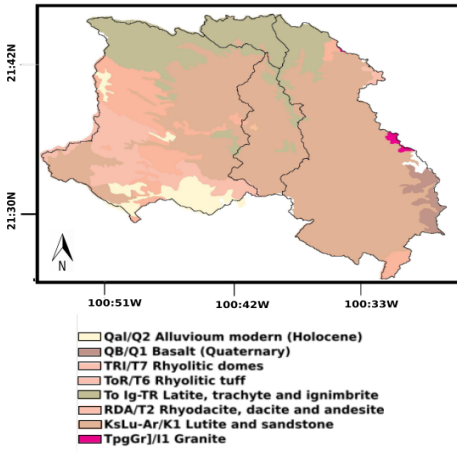 21:42N
21:30N
N
100:51W
100:42W
100:33W
Qal/Q2 Alluvioum modern (Holocene)
QB/Q1 Basalt (Quaternary)
TRI/T7 Rhyolitic domes
ToR/T6 Rhyolitic tuff
To Ig-TR Latite, trachyte and ignimbrite
RDA/T2 Rhyodacite, dacite and andesite
KsLu-Ar/K1 Lutite and sandstone
TpgGr]/I1 Granite